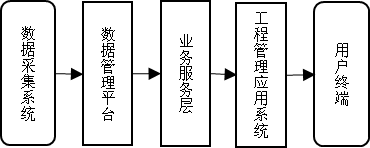 数据采集系统
数据管理平台
业务服务层
工程管理应用系统
用户终端